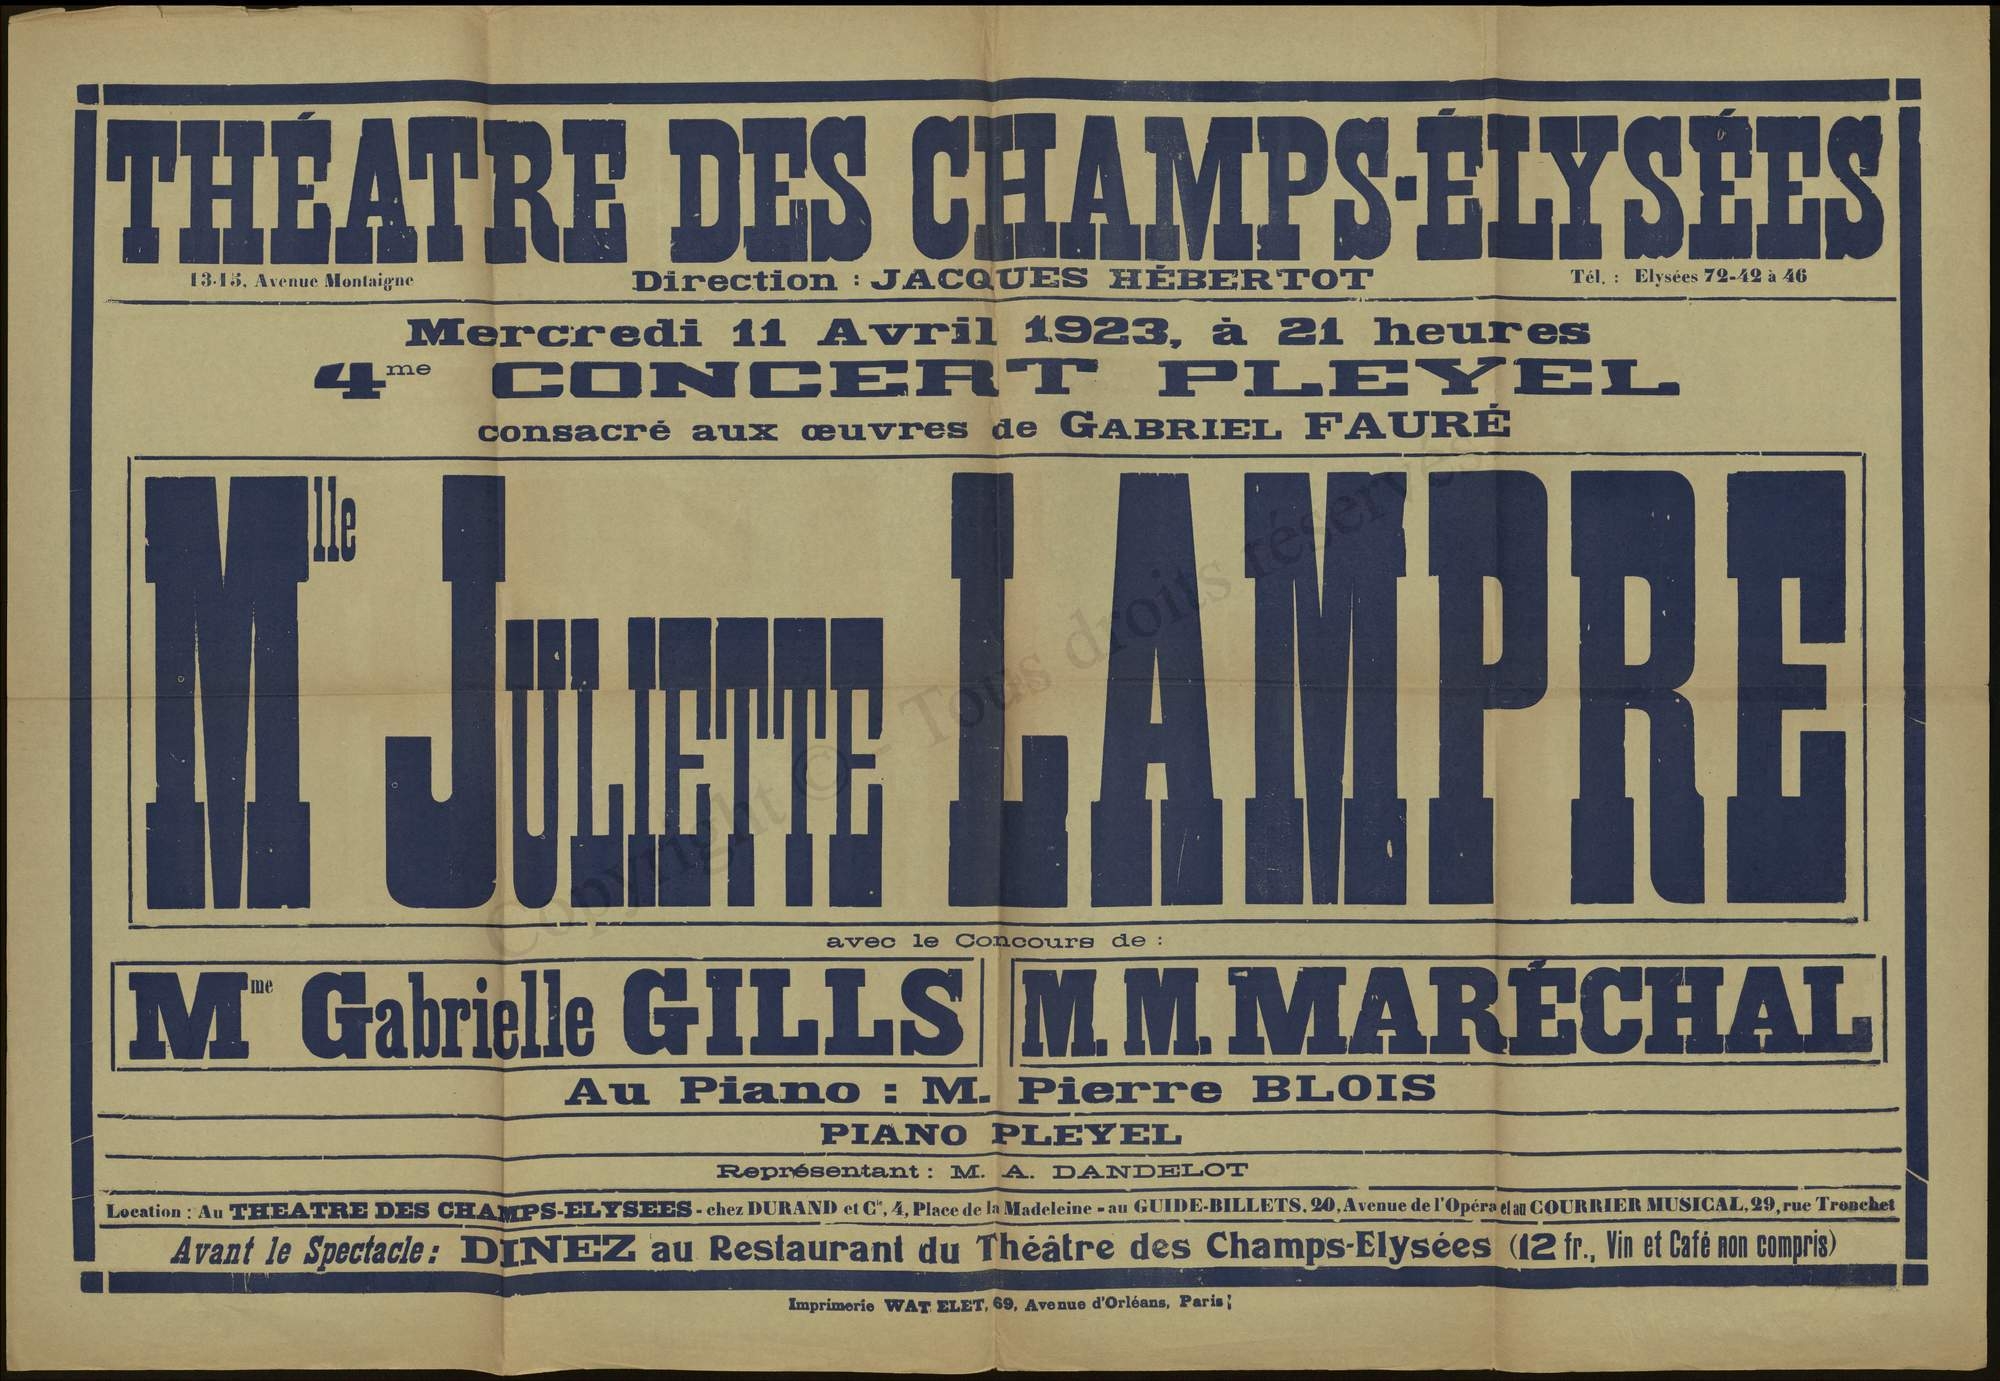 THÉATRE DES CHAMPS-ÉLYSÉES
13-15, Avenue Montaigne Direction : JACQUES HÉBERTOT Tél. : Elysées 72-42 à 46
Mercredi 11 Avril 1923, à 21 heures
4me CONCERT PLEYEL
consacré aux œuvres de GABRIEL FAURÉ
Mlle JULIETTE LAMPRE
avec le Concours de :
Mme Gabrielle GILLS M. M. MARÉCHAL
Au Piano : M. Pierre BLOIS
PIANO PLEYEL
Représentant : M. A. DANDELOT
Location : Au THEATRE DES CHAMPS-ELYSEES - chez DURAND et Cie, 4, Place de la Madeleine - au GUIDE-BILLETS, 20, Avenue de l'Opéra et au COURRIER MUSICAL, 29, rue Tronchet
Avant le Spectacle : DINEZ au Restaurant du Théâtre des Champs-Elysées (12 fr., Vin et Café non compris)
Imprimerie WATELET, 69, Avenue d'Orléans, Paris
Copyright © - Tous droits réservés